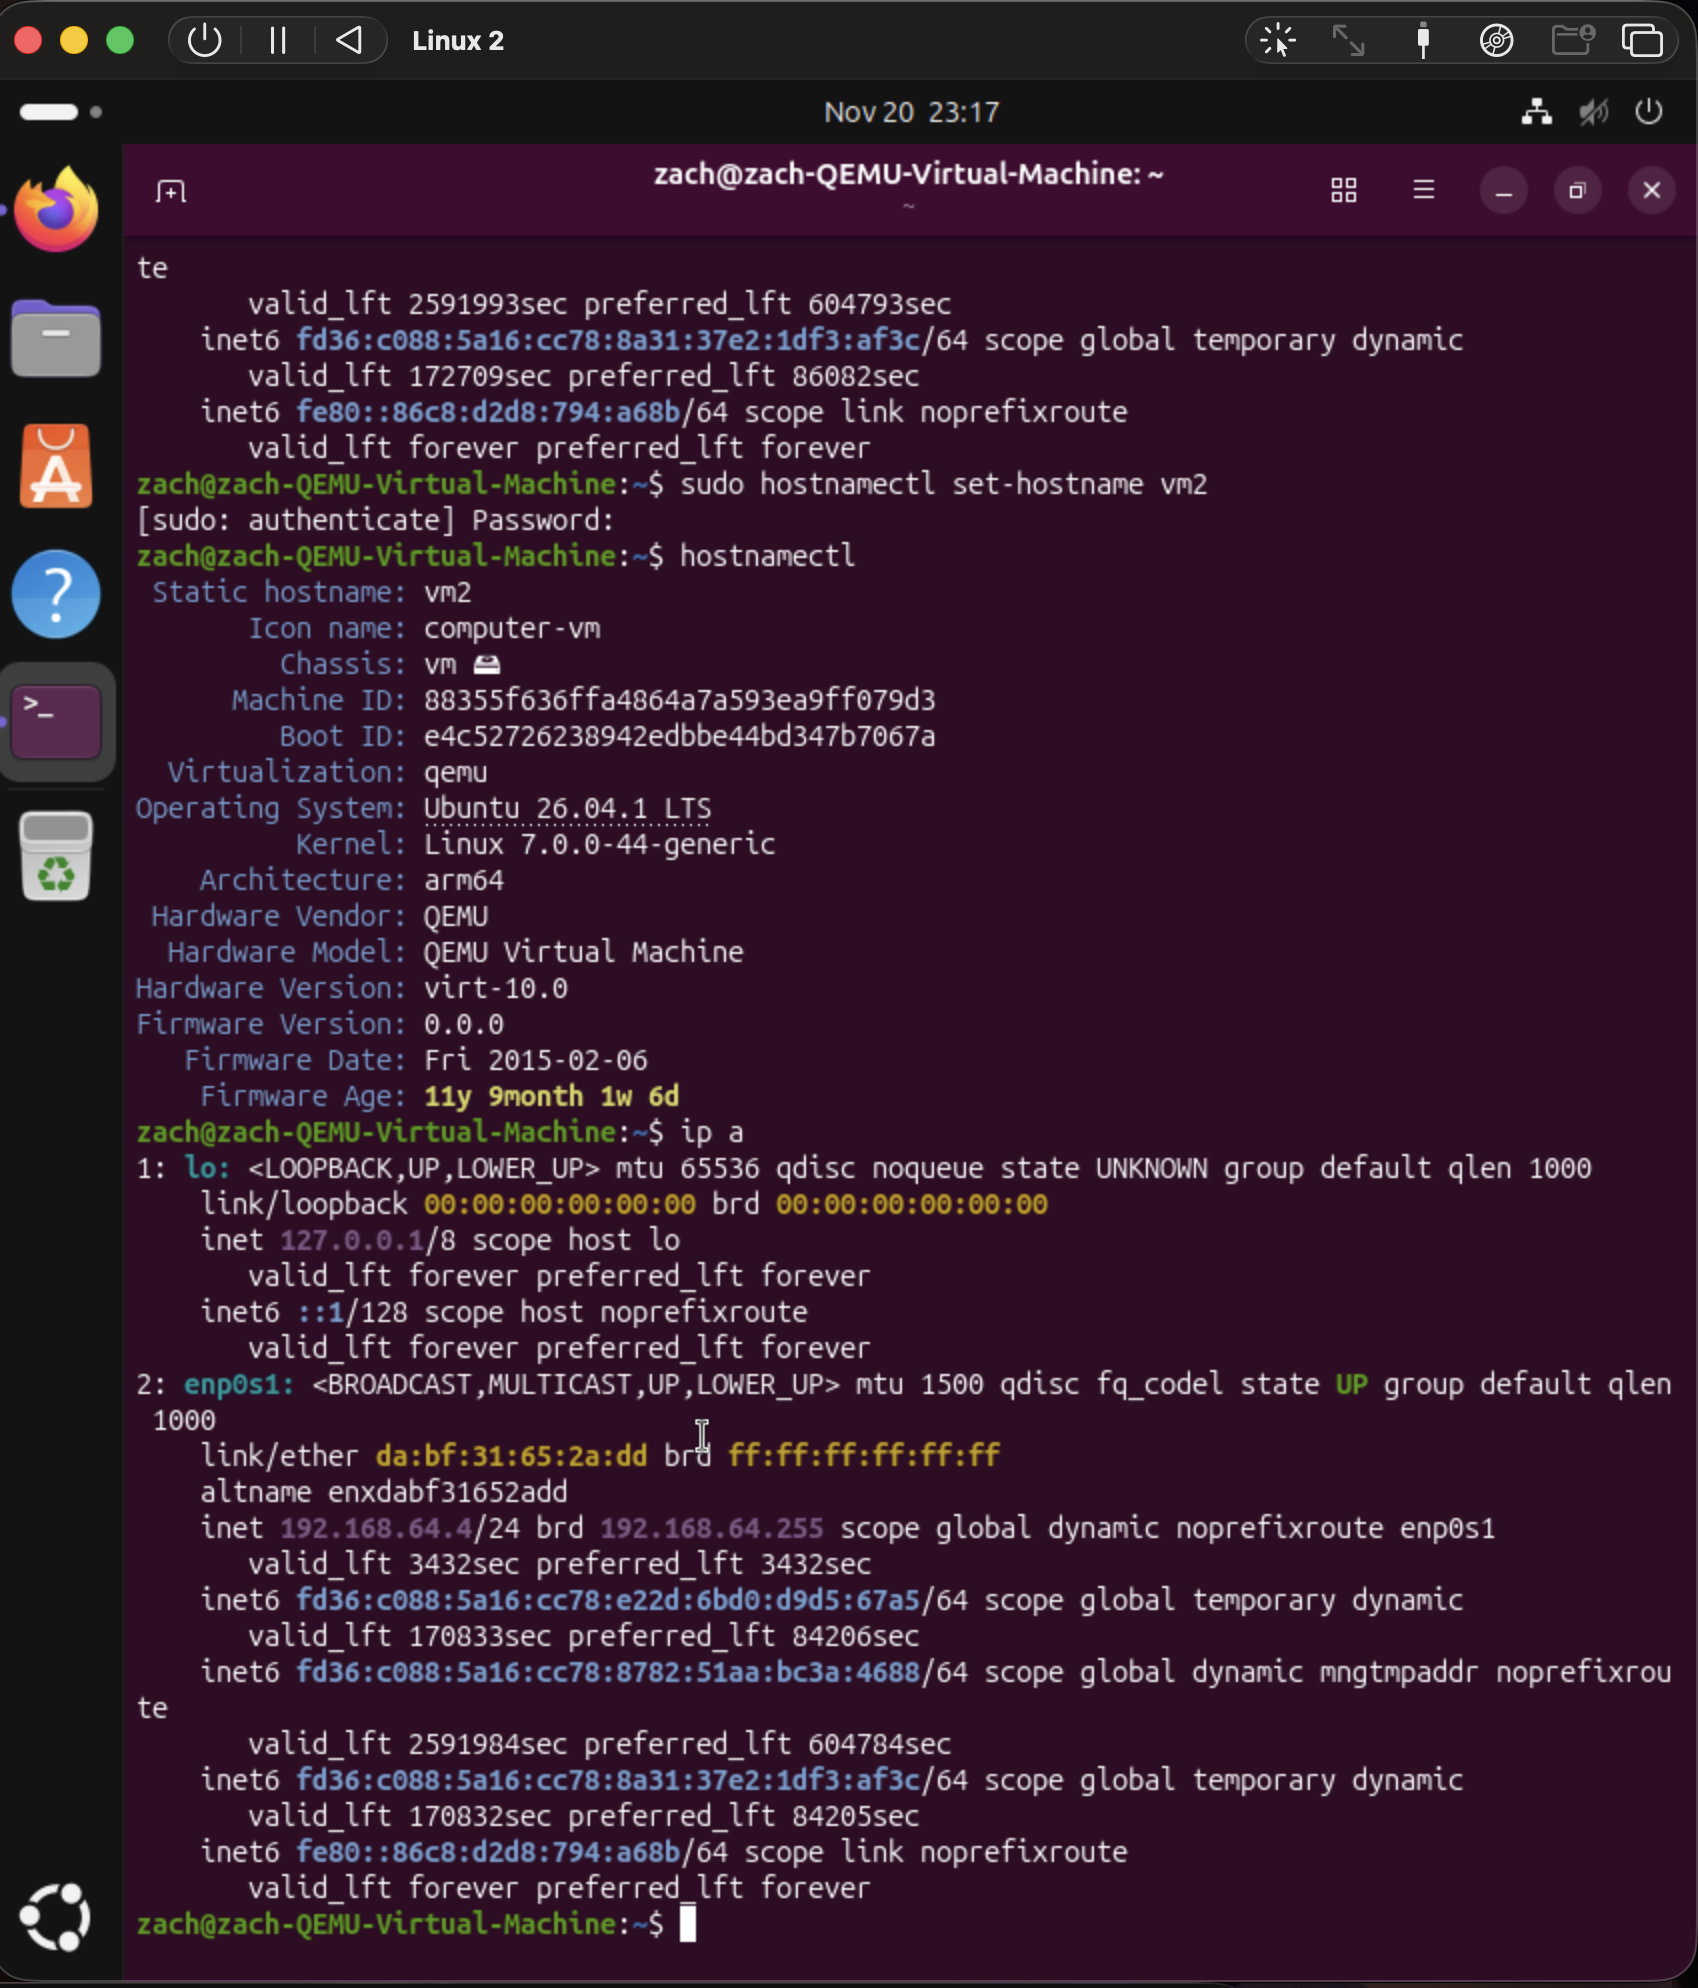 Linux 2
Nov 20 23:17
zach@zach-QEMU-Virtual-Machine: ~
~
te
valid_lft 2591993sec preferred_lft 604793sec
inet6 fd36:c088:5a16:cc78:8a31:37e2:1df3:af3c/64 scope global temporary dynamic
valid_lft 172709sec preferred_lft 86082sec
inet6 fe80::86c8:d2d8:794:a68b/64 scope link noprefixroute
valid_lft forever preferred_lft forever
zach@zach-QEMU-Virtual-Machine:~$ sudo hostnamectl set-hostname vm2
[sudo: authenticate] Password:
zach@zach-QEMU-Virtual-Machine:~$ hostnamectl
Static hostname: vm2
Icon name: computer-vm
Chassis: vm 🖴
Machine ID: 88355f636ffa4864a7a593ea9ff079d3
Boot ID: e4c52726238942edbbe44bd347b7067a
Virtualization: qemu
Operating System: Ubuntu 26.04.1 LTS
Kernel: Linux 7.0.0-44-generic
Architecture: arm64
Hardware Vendor: QEMU
Hardware Model: QEMU Virtual Machine
Hardware Version: virt-10.0
Firmware Version: 0.0.0
Firmware Date: Fri 2015-02-06
Firmware Age: 11y 9month 1w 6d
zach@zach-QEMU-Virtual-Machine:~$ ip a
1: lo: <LOOPBACK,UP,LOWER_UP> mtu 65536 qdisc noqueue state UNKNOWN group default qlen 1000
link/loopback 00:00:00:00:00:00 brd 00:00:00:00:00:00
inet 127.0.0.1/8 scope host lo
valid_lft forever preferred_lft forever
inet6 ::1/128 scope host noprefixroute
valid_lft forever preferred_lft forever
2: enp0s1: <BROADCAST,MULTICAST,UP,LOWER_UP> mtu 1500 qdisc fq_codel state UP group default qlen
1000
link/ether da:bf:31:65:2a:dd brd ff:ff:ff:ff:ff:ff
altname enxdabf31652add
inet 192.168.64.4/24 brd 192.168.64.255 scope global dynamic noprefixroute enp0s1
valid_lft 3432sec preferred_lft 3432sec
inet6 fd36:c088:5a16:cc78:e22d:6bd0:d9d5:67a5/64 scope global temporary dynamic
valid_lft 170833sec preferred_lft 84206sec
inet6 fd36:c088:5a16:cc78:8782:51aa:bc3a:4688/64 scope global dynamic mngtmpaddr noprefixrou
te
valid_lft 2591984sec preferred_lft 604784sec
inet6 fd36:c088:5a16:cc78:8a31:37e2:1df3:af3c/64 scope global temporary dynamic
valid_lft 170832sec preferred_lft 84205sec
inet6 fe80::86c8:d2d8:794:a68b/64 scope link noprefixroute
valid_lft forever preferred_lft forever
zach@zach-QEMU-Virtual-Machine:~$